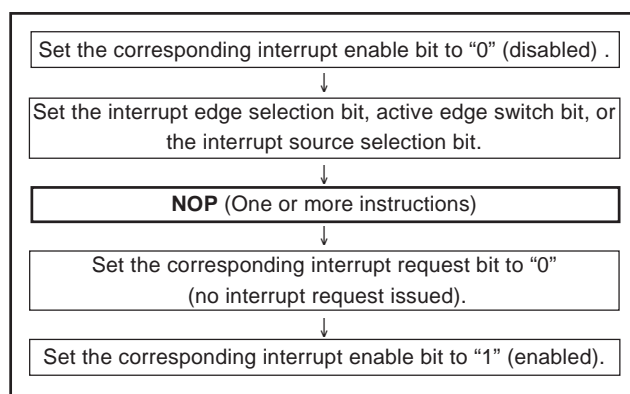 Set the corresponding interrupt enable bit to “0” (disabled) .
Set the interrupt edge selection bit, active edge switch bit, or
the interrupt source selection bit.
NOP (One or more instructions)
Set the corresponding interrupt request bit to “0”
(no interrupt request issued).
Set the corresponding interrupt enable bit to “1” (enabled).